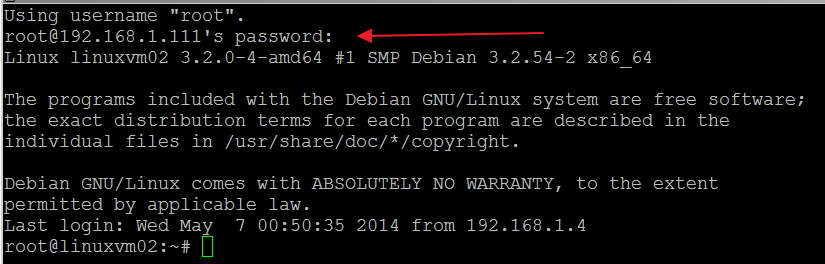 Using username "root".
root@192.168.1.111's password:
Linux linuxvm02 3.2.0-4-amd64 #1 SMP Debian 3.2.54-2 x86_64
The programs included with the Debian GNU/Linux system are free software;
the exact distribution terms for each program are described in the
individual files in /usr/share/doc/*/copyright.
Debian GNU/Linux comes with ABSOLUTELY NO WARRANTY, to the extent
permitted by applicable law.
Last login: Wed May  7 00:50:35 2014 from 192.168.1.4
root@linuxvm02:~#